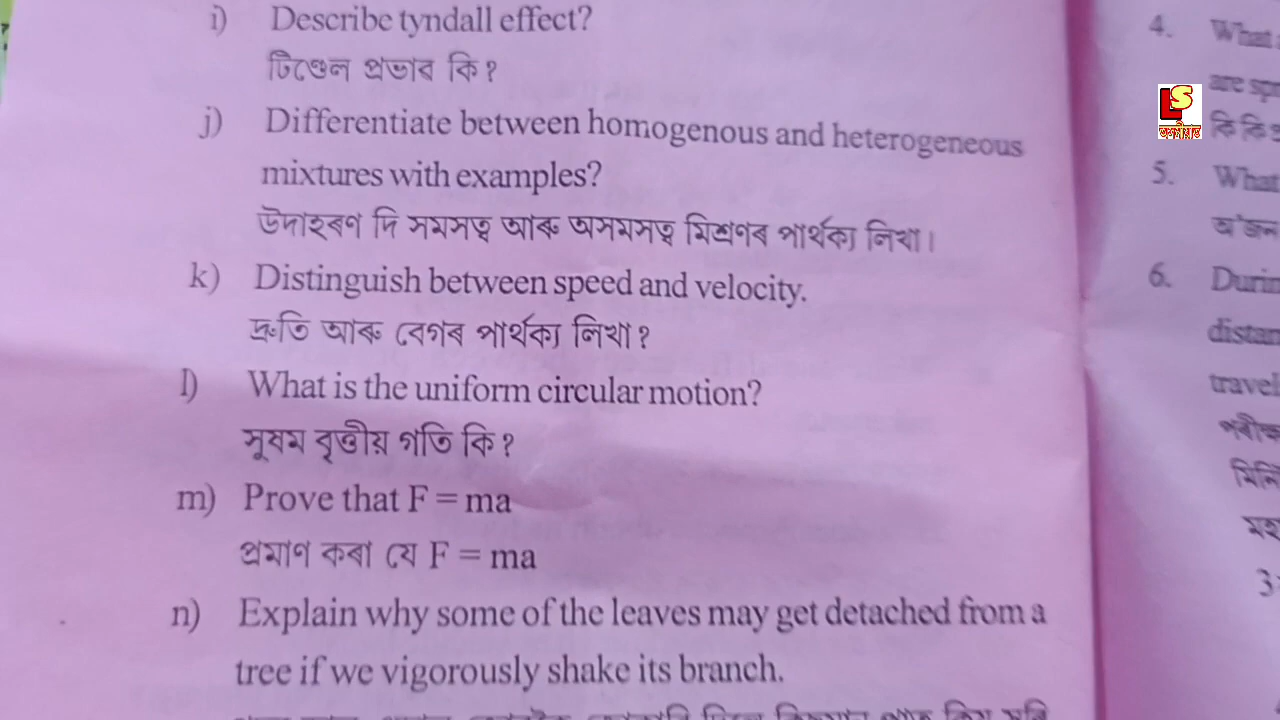 i) Describe tyndall effect?
টিণ্ডেল প্ৰভাৱ কি ?
j) Differentiate between homogenous and heterogeneous
mixtures with examples?
উদাহৰণ দি সমসত্ব আৰু অসমসত্ব মিশ্ৰণৰ পাৰ্থক্য লিখা।
k) Distinguish between speed and velocity.
দ্ৰুতি আৰু বেগৰ পাৰ্থক্য লিখা ?
l) What is the uniform circular motion?
সুষম বৃত্তীয় গতি কি ?
m) Prove that F = ma
প্ৰমাণ কৰা যে F = ma
n) Explain why some of the leaves may get detached from a
tree if we vigorously shake its branch.
4. What
are
কি কি
5. What
6. Durin
distan
travel
LS